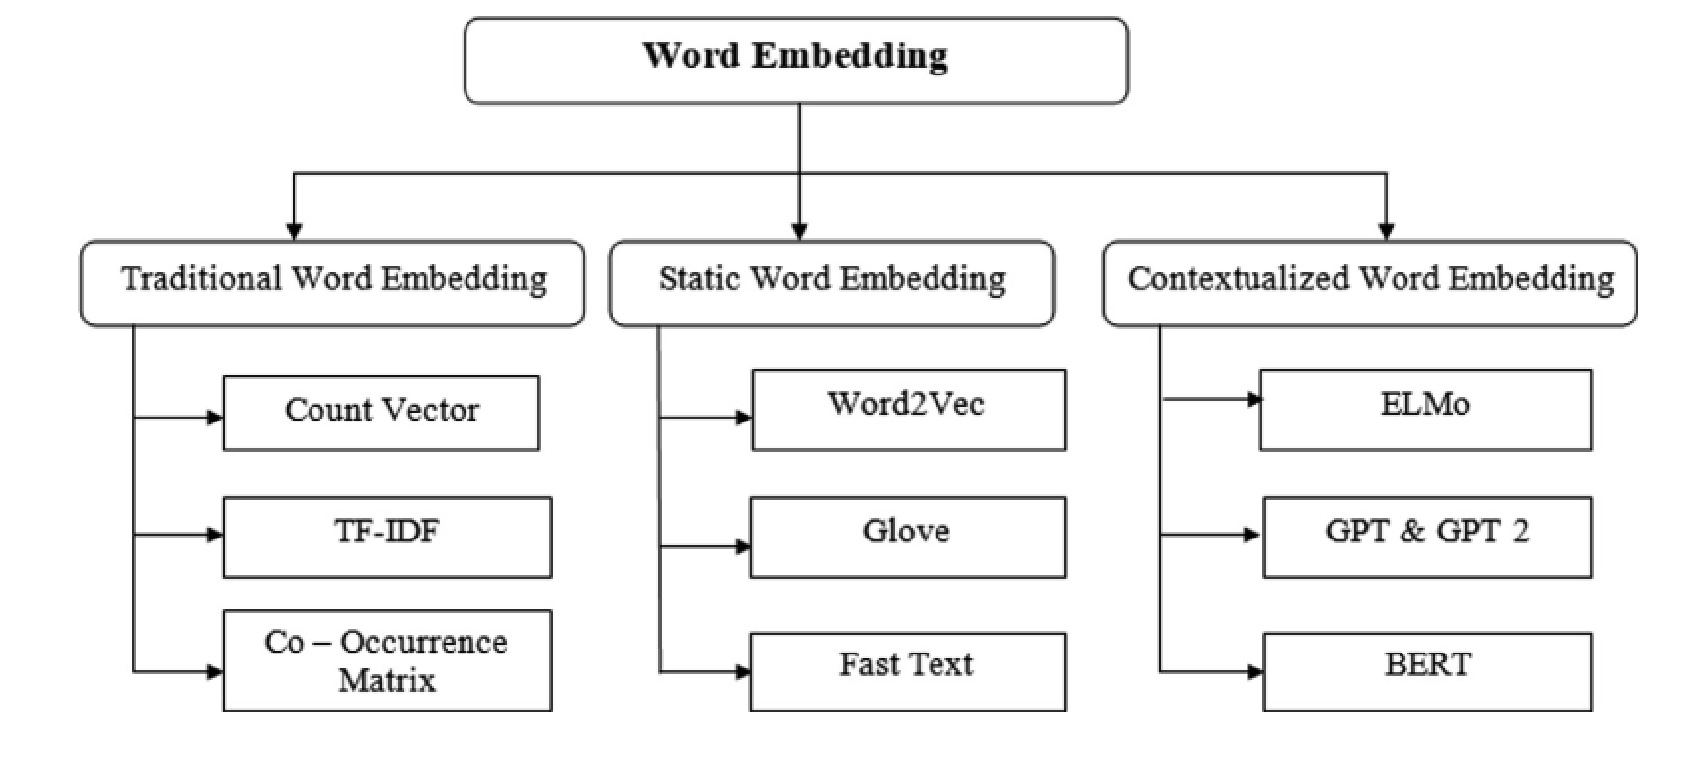 Word Embedding
Traditional Word Embedding
Static Word Embedding
Contextualized Word Embedding
Count Vector
TF-IDF
Co – Occurrence
Matrix
Word2Vec
Glove
Fast Text
ELMo
GPT & GPT 2
BERT